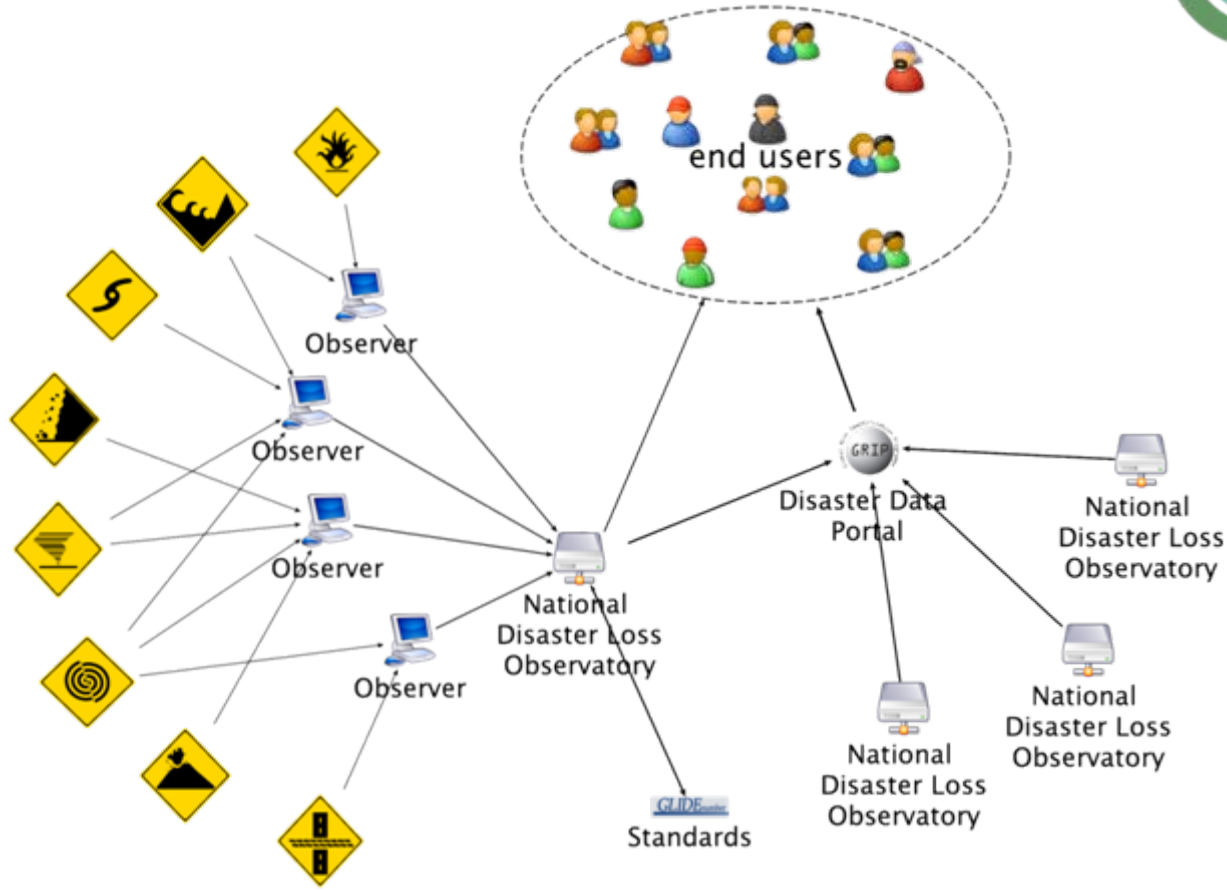 end users
Observer
Observer
Observer
Observer
National
Disaster Loss
Observatory
GRIP
Disaster Data
Portal
National
Disaster Loss
Observatory
National
Disaster Loss
Observatory
National
Disaster Loss
Observatory
GLIDEnumber
Standards